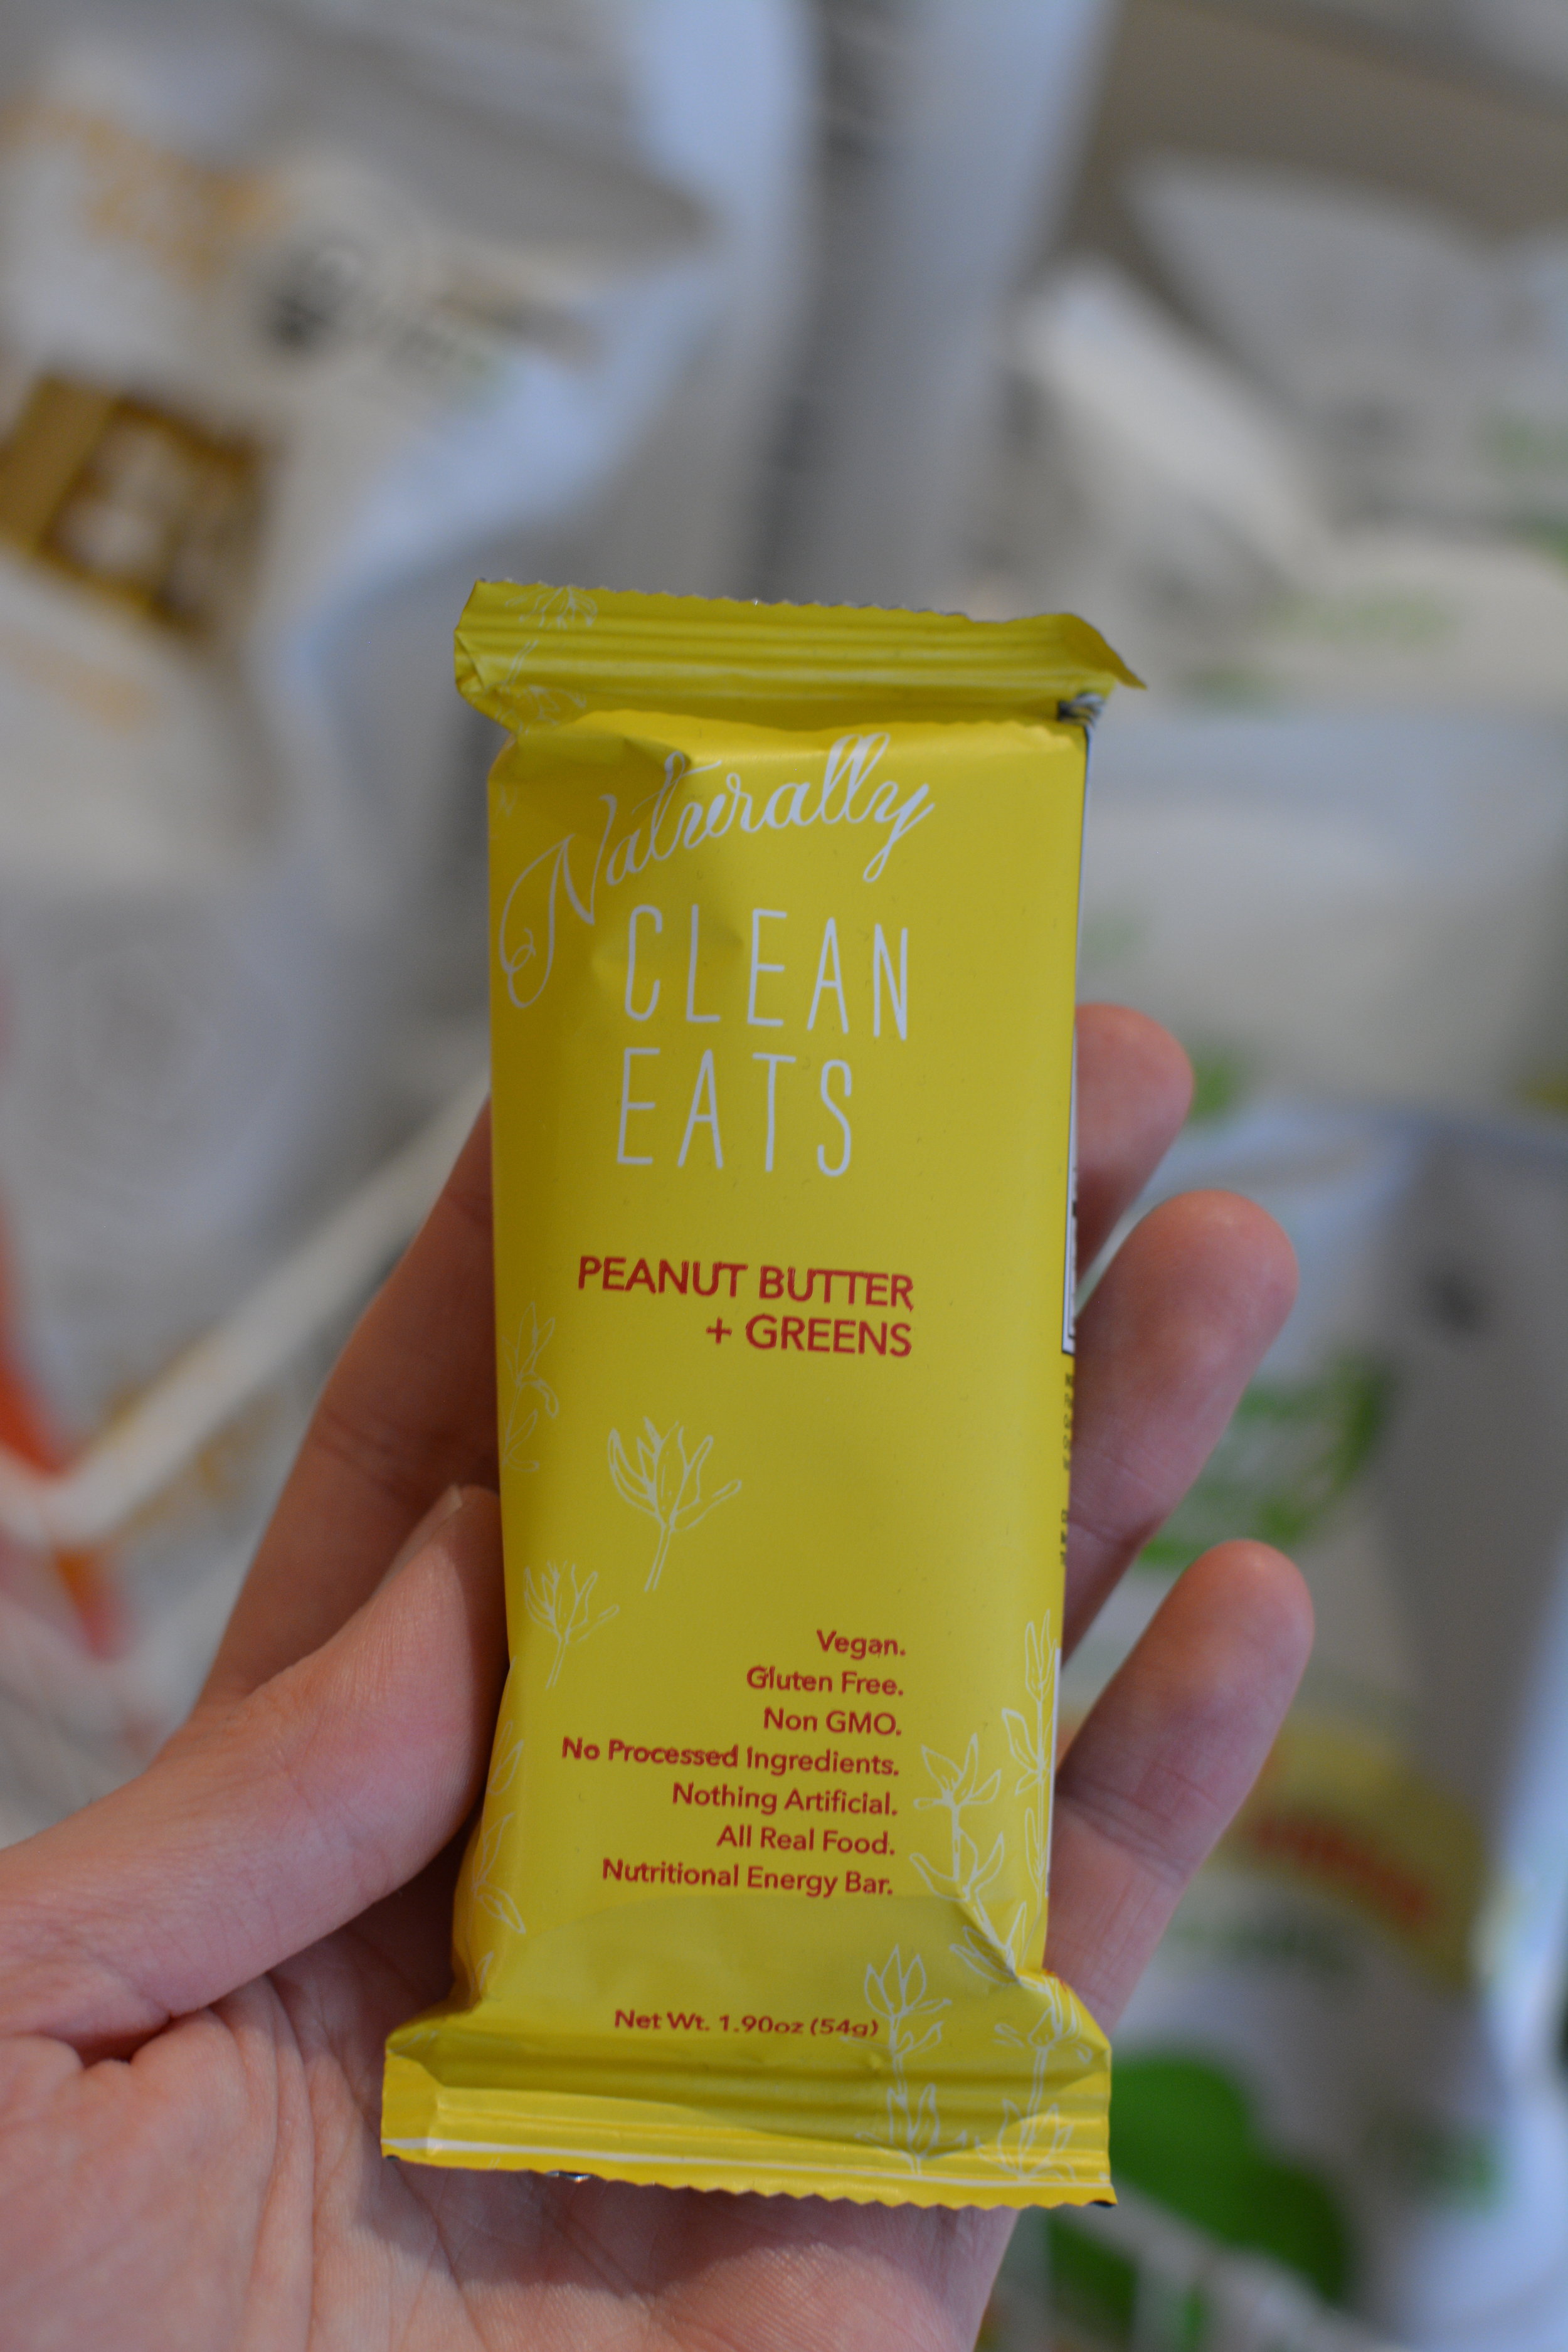 Naturally
CLEAN
EATS
PEANUT BUTTER
+ GREENS
Vegan.
Gluten Free.
Non GMO.
No Processed Ingredients.
Nothing Artificial.
All Real Food.
Nutritional Energy Bar.
Net Wt. 1.90oz (54g)